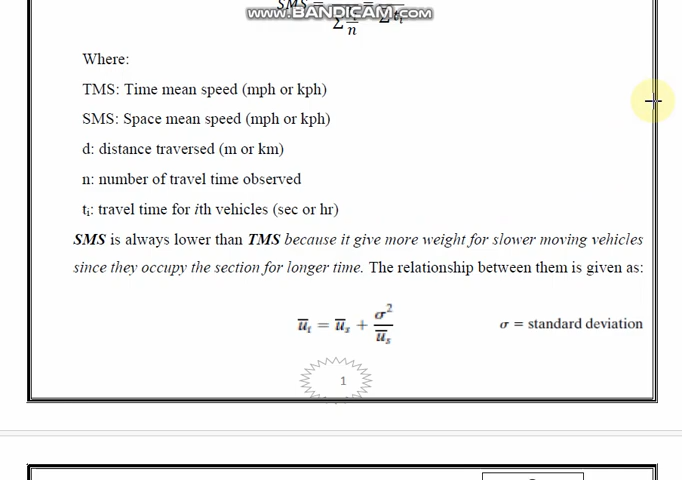 SMS = / Σ tᵢ/n = / Σ tᵢ
www.BANDICAM.com
Where:
TMS: Time mean speed (mph or kph)
SMS: Space mean speed (mph or kph)
d: distance traversed (m or km)
n: number of travel time observed
tᵢ: travel time for ith vehicles (sec or hr)
SMS is always lower than TMS because it give more weight for slower moving vehicles
since they occupy the section for longer time. The relationship between them is given as:
u̅ₜ = u̅ₛ + σ²/u̅ₛ σ = standard deviation
1